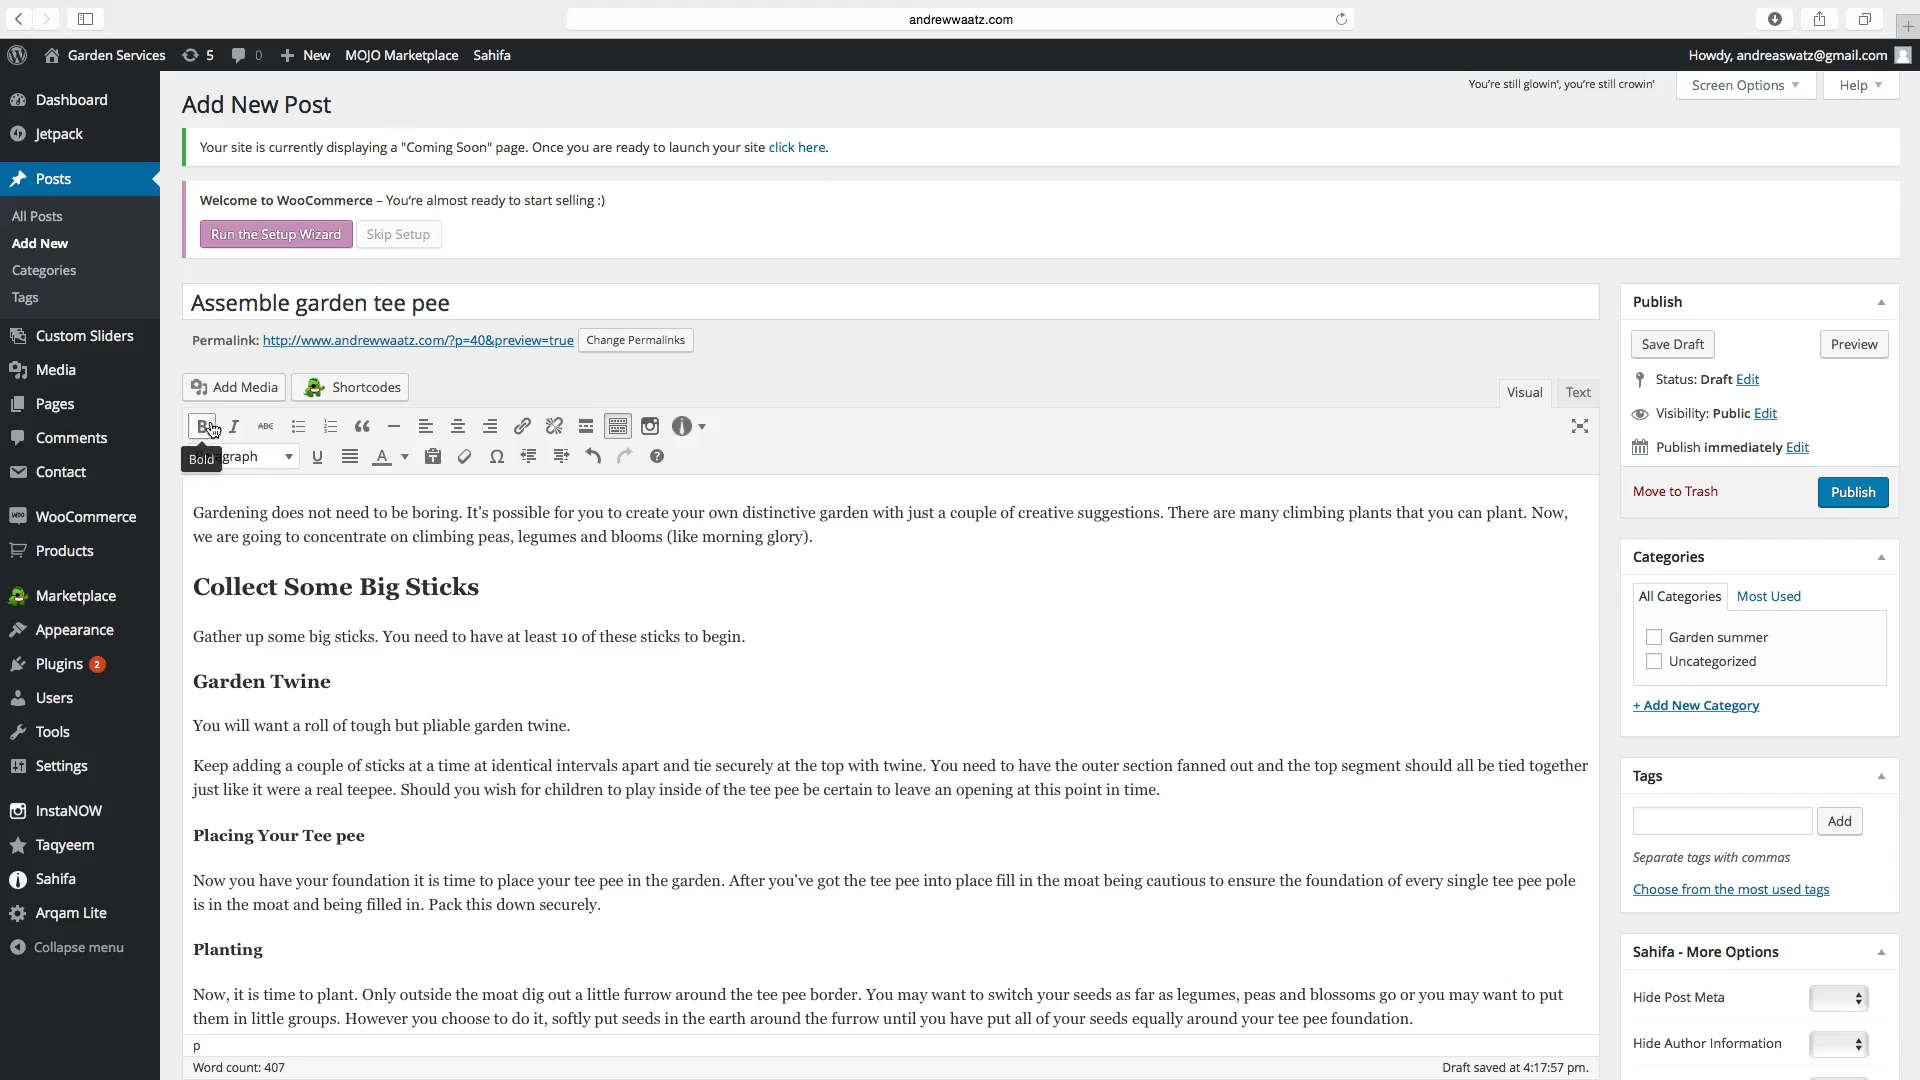 andrewwaatz.com
Garden Services 5 0 New MOJO Marketplace Sahifa Howdy, andreaswatz@gmail.com
You're still glowin', you're still crowin' Screen Options Help
Dashboard
Jetpack
Posts
All Posts
Add New
Categories
Tags
Custom Sliders
Media
Pages
Comments
Contact
WooCommerce
Products
Marketplace
Appearance
Plugins 2
Users
Tools
Settings
InstaNOW
Taqyeem
Sahifa
Arqam Lite
Collapse menu
Add New Post
Your site is currently displaying a "Coming Soon" page. Once you are ready to launch your site click here.
Welcome to WooCommerce – You're almost ready to start selling :)
Run the Setup Wizard Skip Setup
Assemble garden tee pee
Permalink: http://www.andrewwaatz.com/?p=40&preview=true Change Permalinks
Add Media Shortcodes
Visual Text
B I ABC
Bold
agraph U A
Gardening does not need to be boring. It's possible for you to create your own distinctive garden with just a couple of creative suggestions. There are many climbing plants that you can plant. Now,
we are going to concentrate on climbing peas, legumes and blooms (like morning glory).
Collect Some Big Sticks
Gather up some big sticks. You need to have at least 10 of these sticks to begin.
Garden Twine
You will want a roll of tough but pliable garden twine.
Keep adding a couple of sticks at a time at identical intervals apart and tie securely at the top with twine. You need to have the outer section fanned out and the top segment should all be tied together
just like it were a real teepee. Should you wish for children to play inside of the tee pee be certain to leave an opening at this point in time.
Placing Your Tee pee
Now you have your foundation it is time to place your tee pee in the garden. After you've got the tee pee into place fill in the moat being cautious to ensure the foundation of every single tee pee pole
is in the moat and being filled in. Pack this down securely.
Planting
Now, it is time to plant. Only outside the moat dig out a little furrow around the tee pee border. You may want to switch your seeds as far as legumes, peas and blossoms go or you may want to put
them in little groups. However you choose to do it, softly put seeds in the earth around the furrow until you have put all of your seeds equally around your tee pee foundation.
p
Word count: 407 Draft saved at 4:17:57 pm.
Publish
Save Draft Preview
Status: Draft Edit
Visibility: Public Edit
Publish immediately Edit
Move to Trash Publish
Categories
All Categories Most Used
Garden summer
Uncategorized
+ Add New Category
Tags
Add
Separate tags with commas
Choose from the most used tags
Sahifa - More Options
Hide Post Meta
Hide Author Information